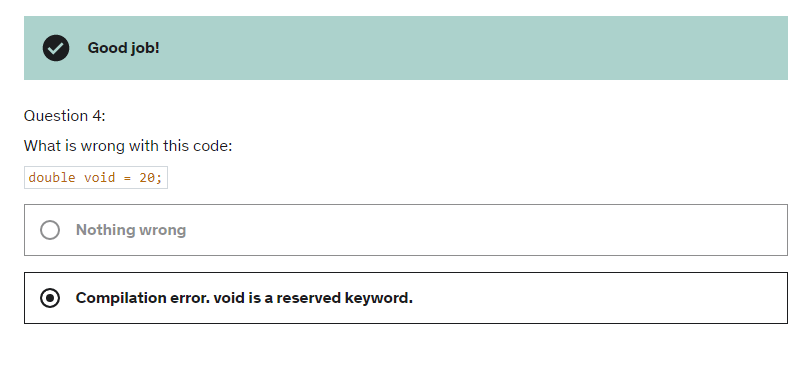 Good job!
Question 4:
What is wrong with this code:
double void = 20;
Nothing wrong
Compilation error. void is a reserved keyword.